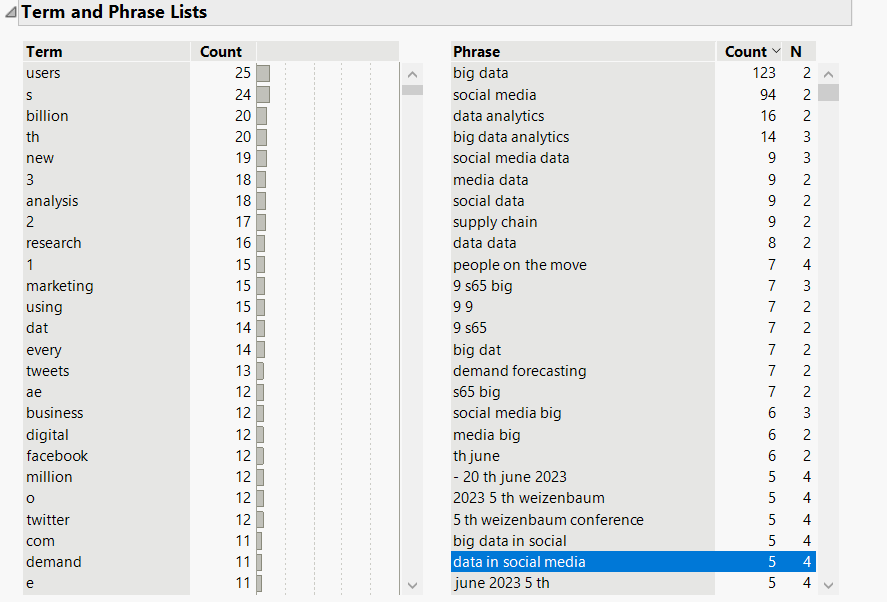 Term and Phrase Lists
Term Count
users 25
s 24
billion 20
th 20
new 19
3 18
analysis 18
2 17
research 16
1 15
marketing 15
using 15
dat 14
every 14
tweets 13
ae 12
business 12
digital 12
facebook 12
million 12
o 12
twitter 12
com 11
demand 11
e 11
Phrase Count N
big data 123 2
social media 94 2
data analytics 16 2
big data analytics 14 3
social media data 9 3
media data 9 2
social data 9 2
supply chain 9 2
data data 8 2
people on the move 7 4
9 s65 big 7 3
9 9 7 2
9 s65 7 2
big dat 7 2
demand forecasting 7 2
s65 big 7 2
social media big 6 3
media big 6 2
th june 6 2
- 20 th june 2023 5 4
2023 5 th weizenbaum 5 4
5 th weizenbaum conference 5 4
big data in social 5 4
data in social media 5 4
june 2023 5 th 5 4